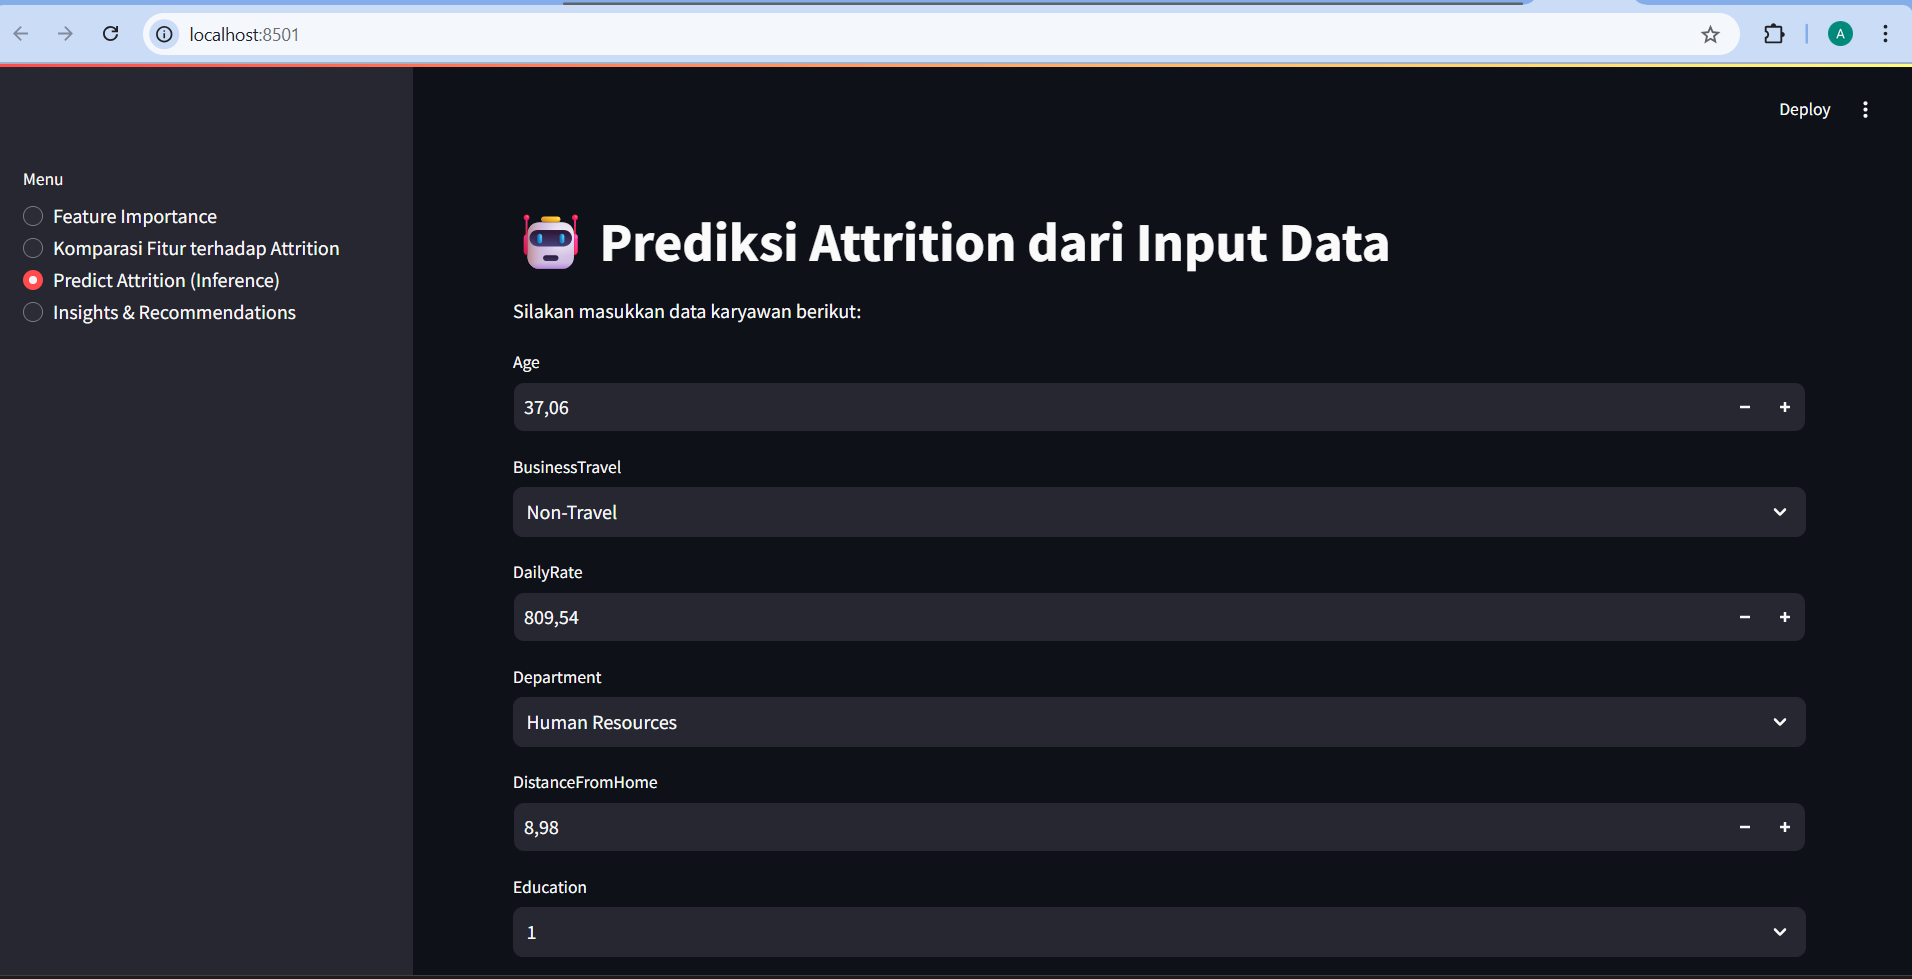 localhost:8501
A
Deploy
Menu
Feature Importance
Komparasi Fitur terhadap Attrition
Predict Attrition (Inference)
Insights & Recommendations
Prediksi Attrition dari Input Data
Silakan masukkan data karyawan berikut:
Age
37,06
BusinessTravel
Non-Travel
DailyRate
809,54
Department
Human Resources
DistanceFromHome
8,98
Education
1